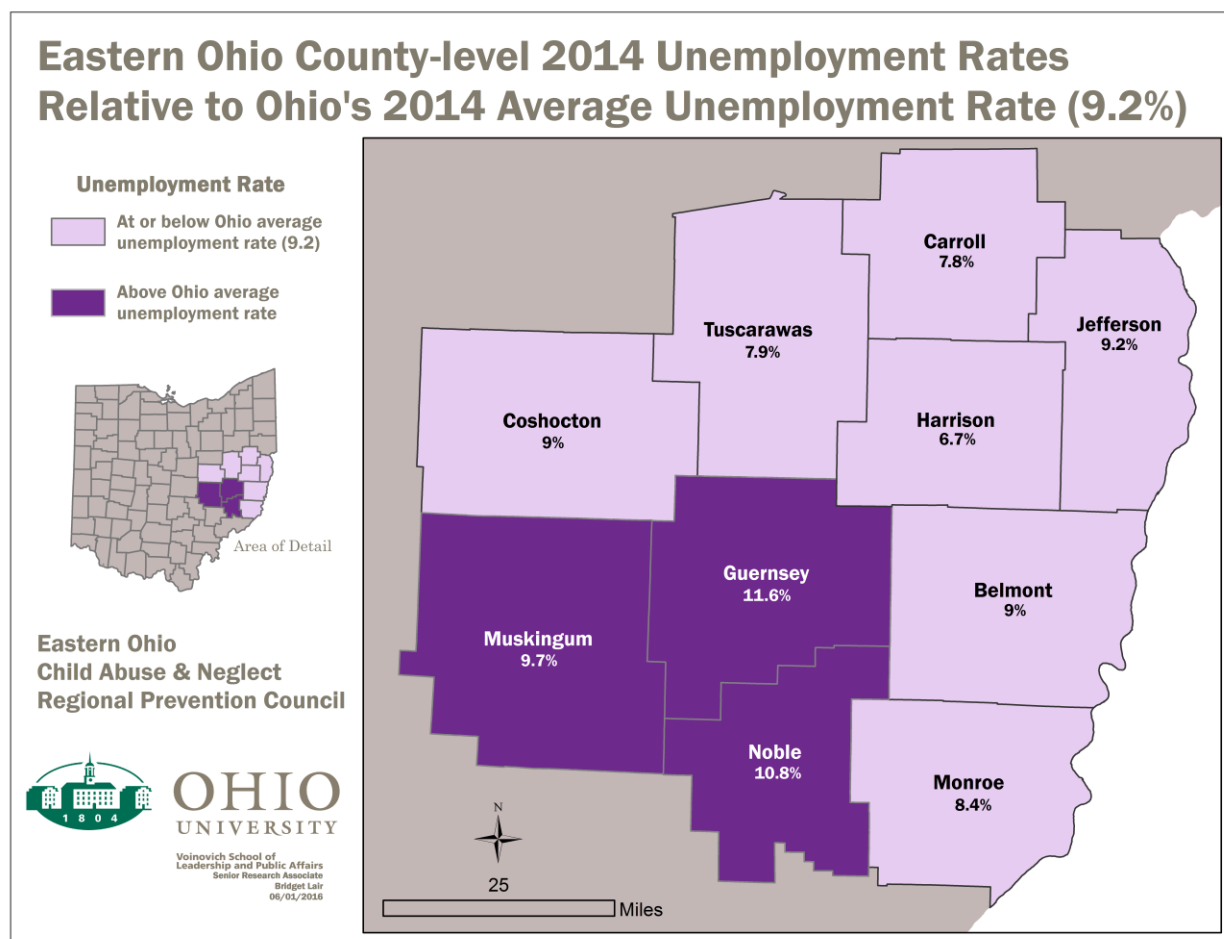 Eastern Ohio County-level 2014 Unemployment Rates
Relative to Ohio's 2014 Average Unemployment Rate (9.2%)
Unemployment Rate
At or below Ohio average
unemployment rate (9.2)
Above Ohio average
unemployment rate
Area of Detail
Eastern Ohio
Child Abuse & Neglect
Regional Prevention Council
1804
OHIO
UNIVERSITY
Voinovich School of
Leadership and Public Affairs
Senior Research Associate
Bridget Lair
06/01/2016
Carroll
7.8%
Jefferson
9.2%
Tuscarawas
7.9%
Coshocton
9%
Harrison
6.7%
Guernsey
11.6%
Belmont
9%
Muskingum
9.7%
Noble
10.8%
Monroe
8.4%
N
25
Miles